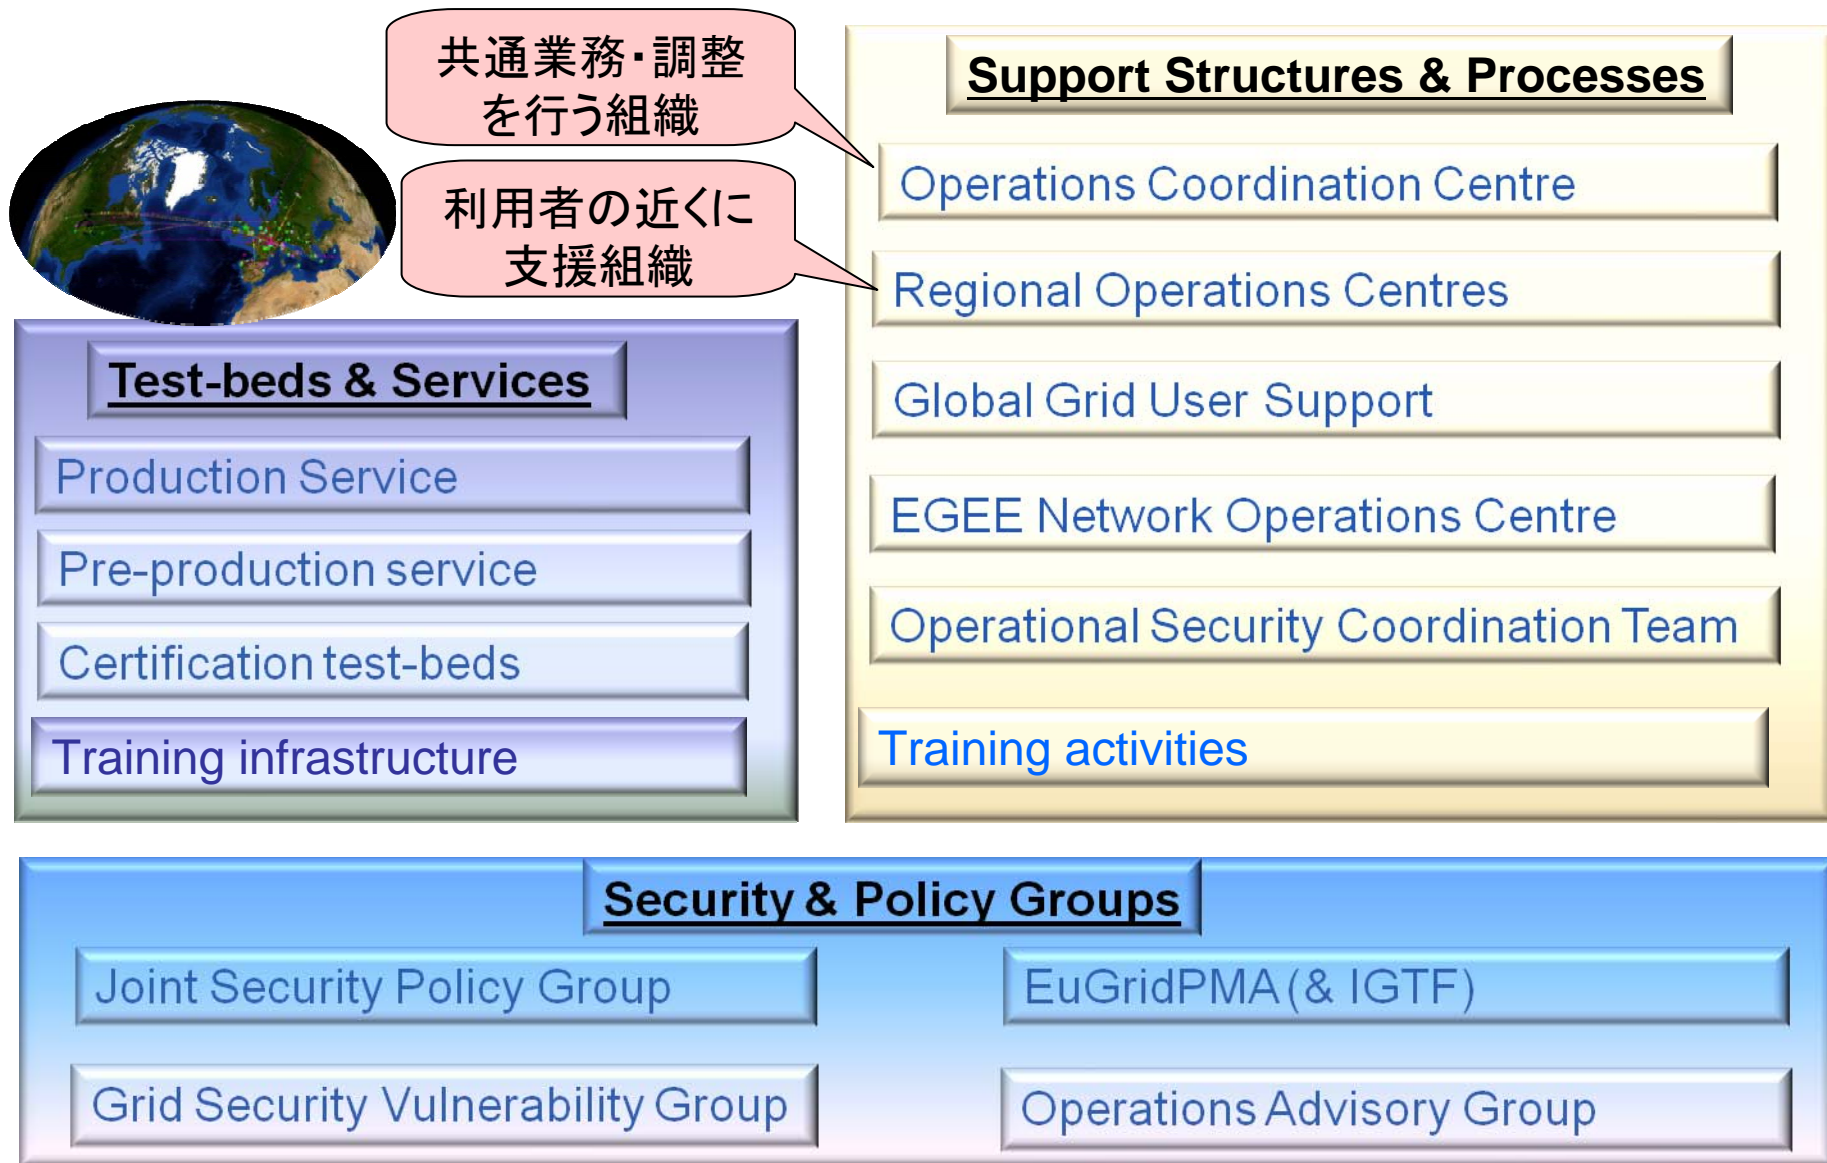 共通業務・調整
を行う組織
利用者の近くに
支援組織
Support Structures & Processes
Operations Coordination Centre
Regional Operations Centres
Global Grid User Support
EGEE Network Operations Centre
Operational Security Coordination Team
Training activities
Test-beds & Services
Production Service
Pre-production service
Certification test-beds
Training infrastructure
Security & Policy Groups
Joint Security Policy Group
EuGridPMA (& IGTF)
Grid Security Vulnerability Group
Operations Advisory Group